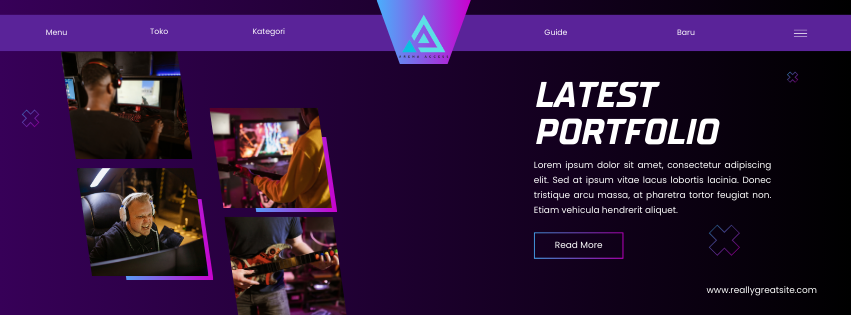 Menu
Toko
Kategori
Guide
Baru
LATEST
PORTFOLIO
Lorem ipsum dolor sit amet, consectetur adipiscing
elit. Sed at ipsum vitae lacus lobortis lacinia. Donec
tristique arcu massa, at pharetra tortor feugiat non.
Etiam vehicula hendrerit aliquet.
Read More
www.reallygreatsite.com